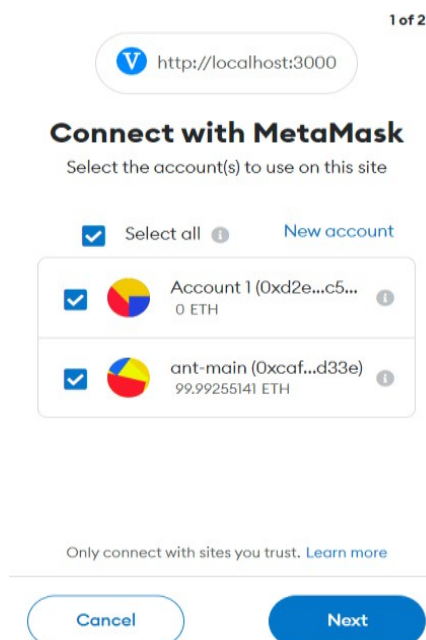 1 of 2
V http://localhost:3000
Connect with MetaMask
Select the account(s) to use on this site
Select all New account
Account 1 (0xd2e...c5...
0 ETH
ant-main (0xcaf...d33e)
99.99255141 ETH
Only connect with sites you trust. Learn more
Cancel Next